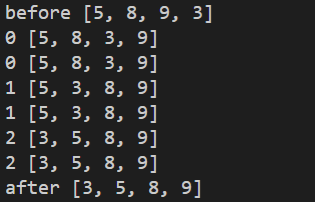 before [5, 8, 9, 3]
0 [5, 8, 3, 9]
0 [5, 8, 3, 9]
1 [5, 3, 8, 9]
1 [5, 3, 8, 9]
2 [3, 5, 8, 9]
2 [3, 5, 8, 9]
after [3, 5, 8, 9]